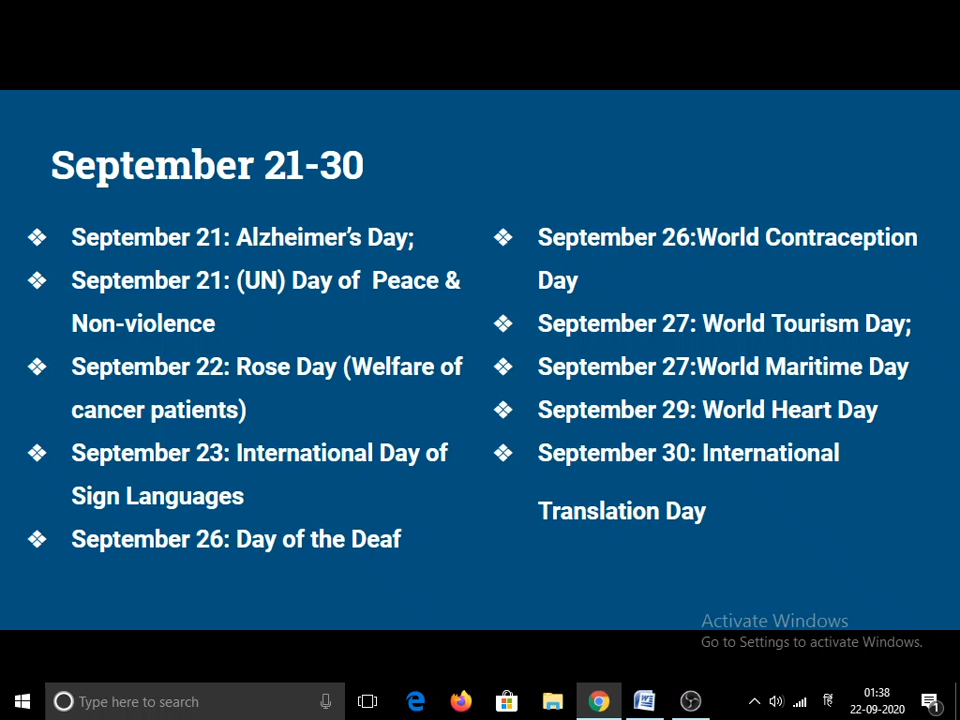 September 21-30
❖ September 21: Alzheimer’s Day;
❖ September 21: (UN) Day of Peace &
Non-violence
❖ September 22: Rose Day (Welfare of
cancer patients)
❖ September 23: International Day of
Sign Languages
❖ September 26: Day of the Deaf
❖ September 26:World Contraception
Day
❖ September 27: World Tourism Day;
❖ September 27:World Maritime Day
❖ September 29: World Heart Day
❖ September 30: International
Translation Day
Activate Windows
Go to Settings to activate Windows.
Type here to search
हिं
01:38
22-09-2020
1